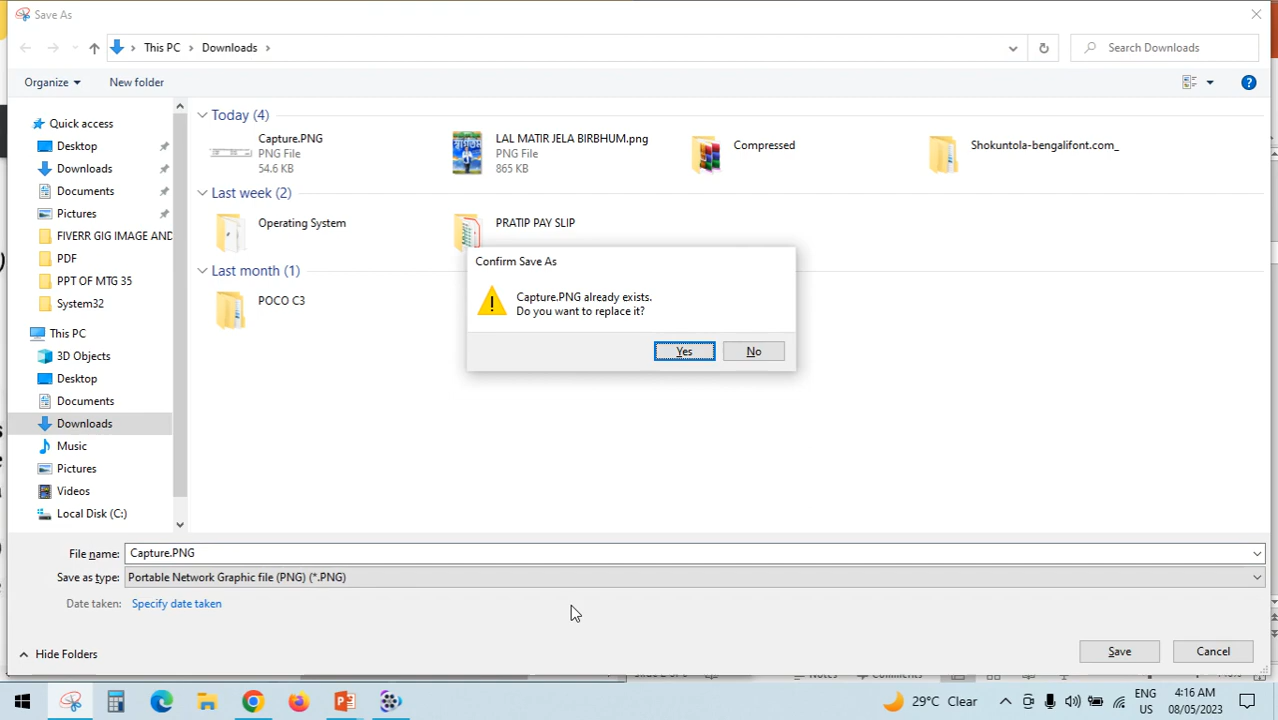 Save As
This PC
Downloads
Search Downloads
Organize
New folder
Quick access
Desktop
Downloads
Documents
Pictures
FIVERR GIG IMAGE AND
PDF
PPT OF MTG 35
System32
This PC
3D Objects
Desktop
Documents
Downloads
Music
Pictures
Videos
Local Disk (C:)
Today (4)
Capture.PNG
PNG File
54.6 KB
LAL MATIR JELA BIRBHUM.png
PNG File
865 KB
Compressed
Shokuntola-bengalifont.com_
Last week (2)
Operating System
PRATIP PAY SLIP
Last month (1)
POCO C3
Confirm Save As
Capture.PNG already exists.
Do you want to replace it?
Yes
No
File name:
Capture.PNG
Save as type:
Portable Network Graphic file (PNG) (*.PNG)
Date taken:
Specify date taken
Hide Folders
Save
Cancel
29°C Clear
ENG
US
4:16 AM
08/05/2023